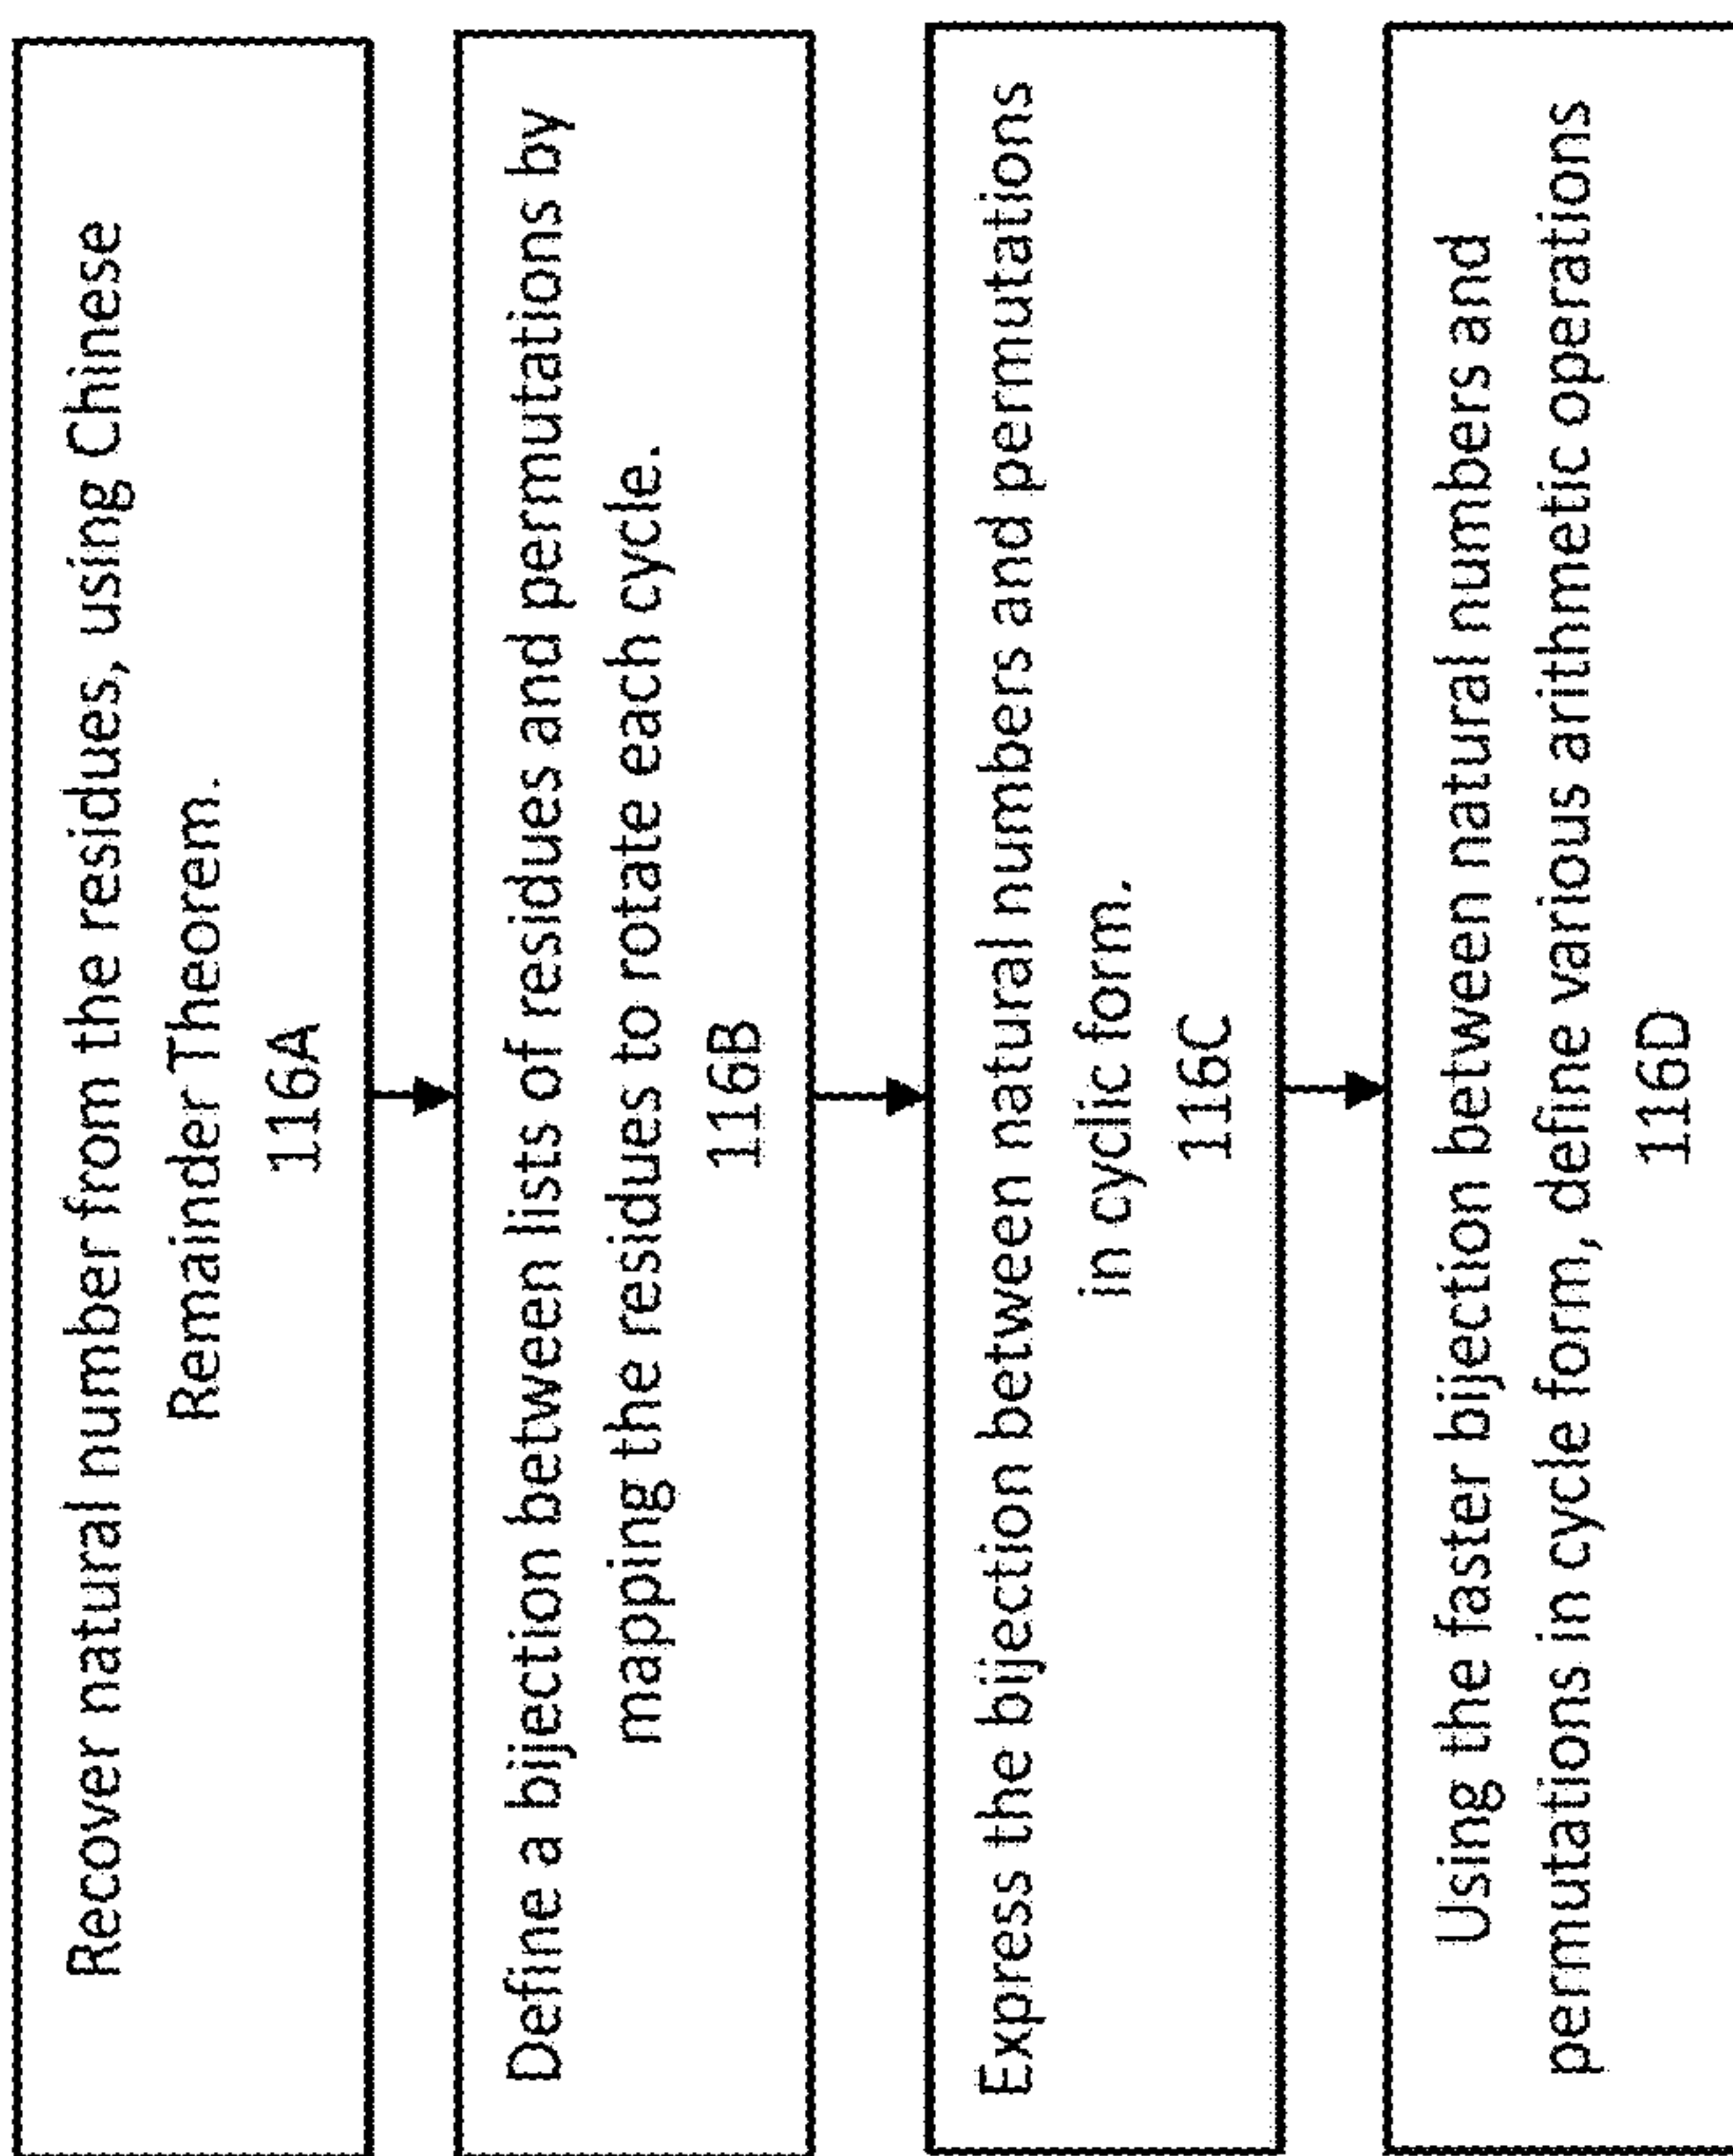 Recover natural number from the residues, using Chinese
Remainder Theorem.
116A
Define a bijection between lists of residues and permutations by
mapping the residues to rotate each cycle.
116B
Express the bijection between natural numbers and permutations
in cyclic form.
116C
Using the faster bijection between natural numbers and
permutations in cycle form, define various arithmetic operations
116D